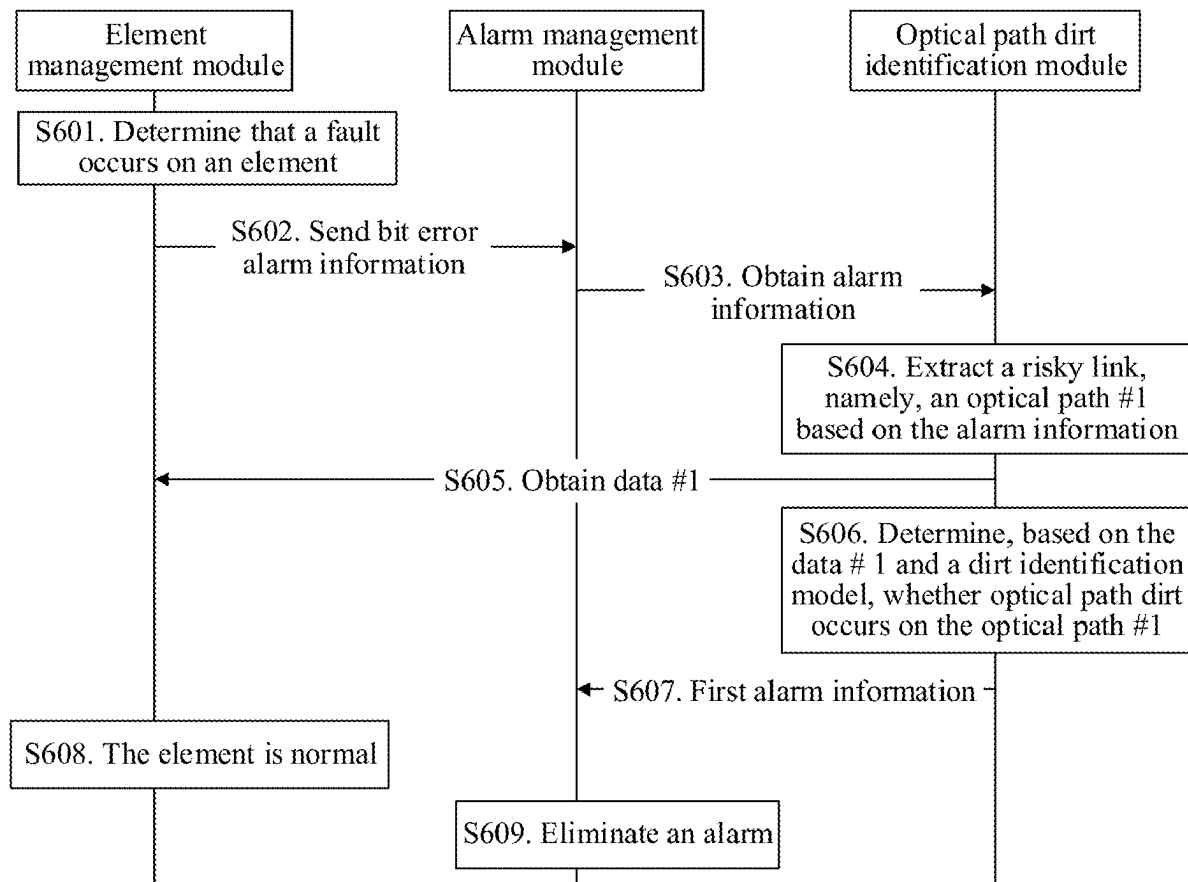 Element
management module
Alarm management
module
Optical path dirt
identification module
S601. Determine that a fault
occurs on an element
S602. Send bit error
alarm information
S603. Obtain alarm
information
S604. Extract a risky link,
namely, an optical path #1
based on the alarm information
S605. Obtain data #1
S606. Determine, based on the
data # 1 and a dirt identification
model, whether optical path dirt
occurs on the optical path #1
S607. First alarm information
S608. The element is normal
S609. Eliminate an alarm